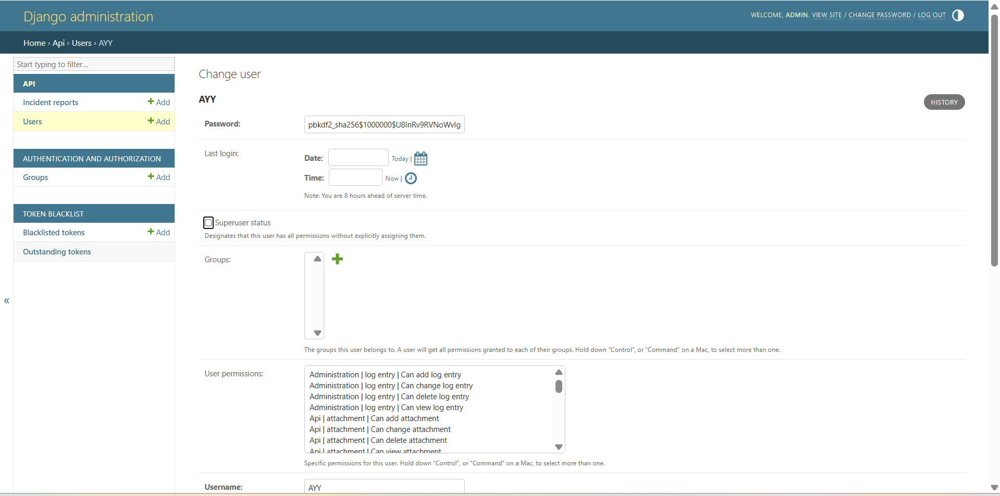 Django administration
WELCOME, ADMIN. VIEW SITE / CHANGE PASSWORD / LOG OUT
Home › Api › Users › AYY
Start typing to filter...
API
Incident reports
Add
Users
Add
AUTHENTICATION AND AUTHORIZATION
Groups
Add
TOKEN BLACKLIST
Blacklisted tokens
Add
Outstanding tokens
«
Change user
AYY
HISTORY
Password:
pbkdf2_sha256$1000000$U8InRv9RVNoWvIg
Last login:
Date:
Today |
Time:
Now |
Note: You are 8 hours ahead of server time.
Superuser status
Designates that this user has all permissions without explicitly assigning them.
Groups:
The groups this user belongs to. A user will get all permissions granted to each of their groups. Hold down “Control”, or “Command” on a Mac, to select more than one.
User permissions:
Administration | log entry | Can add log entry
Administration | log entry | Can change log entry
Administration | log entry | Can delete log entry
Administration | log entry | Can view log entry
Api | attachment | Can add attachment
Api | attachment | Can change attachment
Api | attachment | Can delete attachment
Api | attachment | Can view attachment
Specific permissions for this user. Hold down “Control”, or “Command” on a Mac, to select more than one.
Username:
AYY